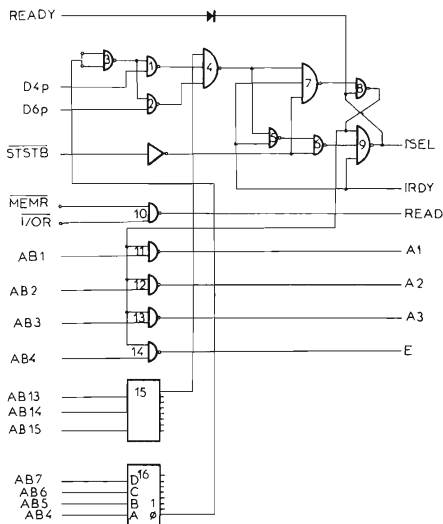 READY
3
1
4
7
8
D4p
2
D6p
5
6
9
ISEL
STSTB
IRDY
MEMR
10
READ
I/OR
11
A1
AB1
12
A2
AB2
13
A3
AB3
14
E
AB4
15
AB13
AB14
AB15
16
AB7
D
AB6
C
AB5
B 1
AB4
A Ø